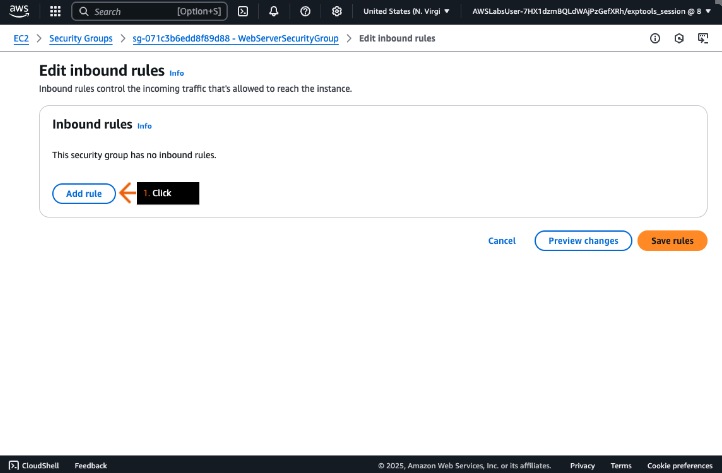 aws
Search [Option+S]
United States (N. Virgi
AWSLabsUser-7HX1dzmBQLdWAjPzGefXRh/exptools_session @ 8
EC2 > Security Groups > sg-071c3b6edd8f89d88 - WebServerSecurityGroup > Edit inbound rules
Edit inbound rules Info
Inbound rules control the incoming traffic that's allowed to reach the instance.
Inbound rules Info
This security group has no inbound rules.
Add rule
1. Click
Cancel
Preview changes
Save rules
CloudShell
Feedback
© 2025, Amazon Web Services, Inc. or its affiliates.
Privacy
Terms
Cookie preferences